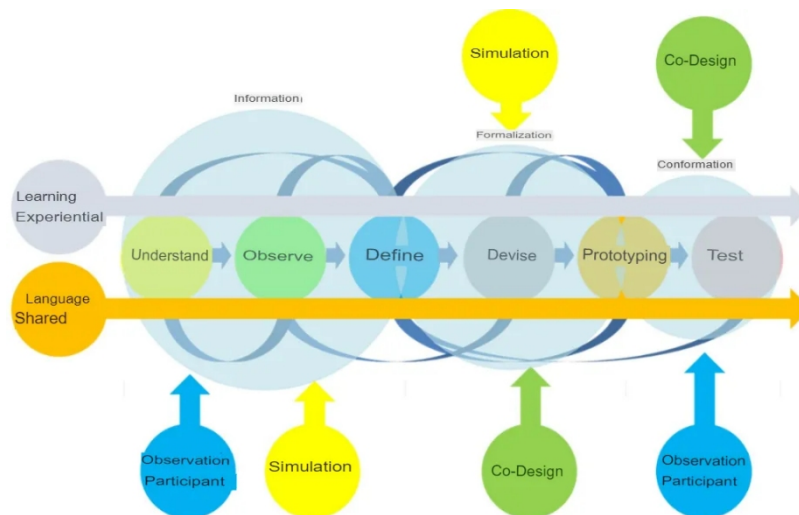 Simulation
Co-Design
Information
Formalization
Conformation
Learning
Experiential
Understand
Observe
Define
Devise
Prototyping
Test
Language
Shared
Observation
Participant
Simulation
Co-Design
Observation
Participant